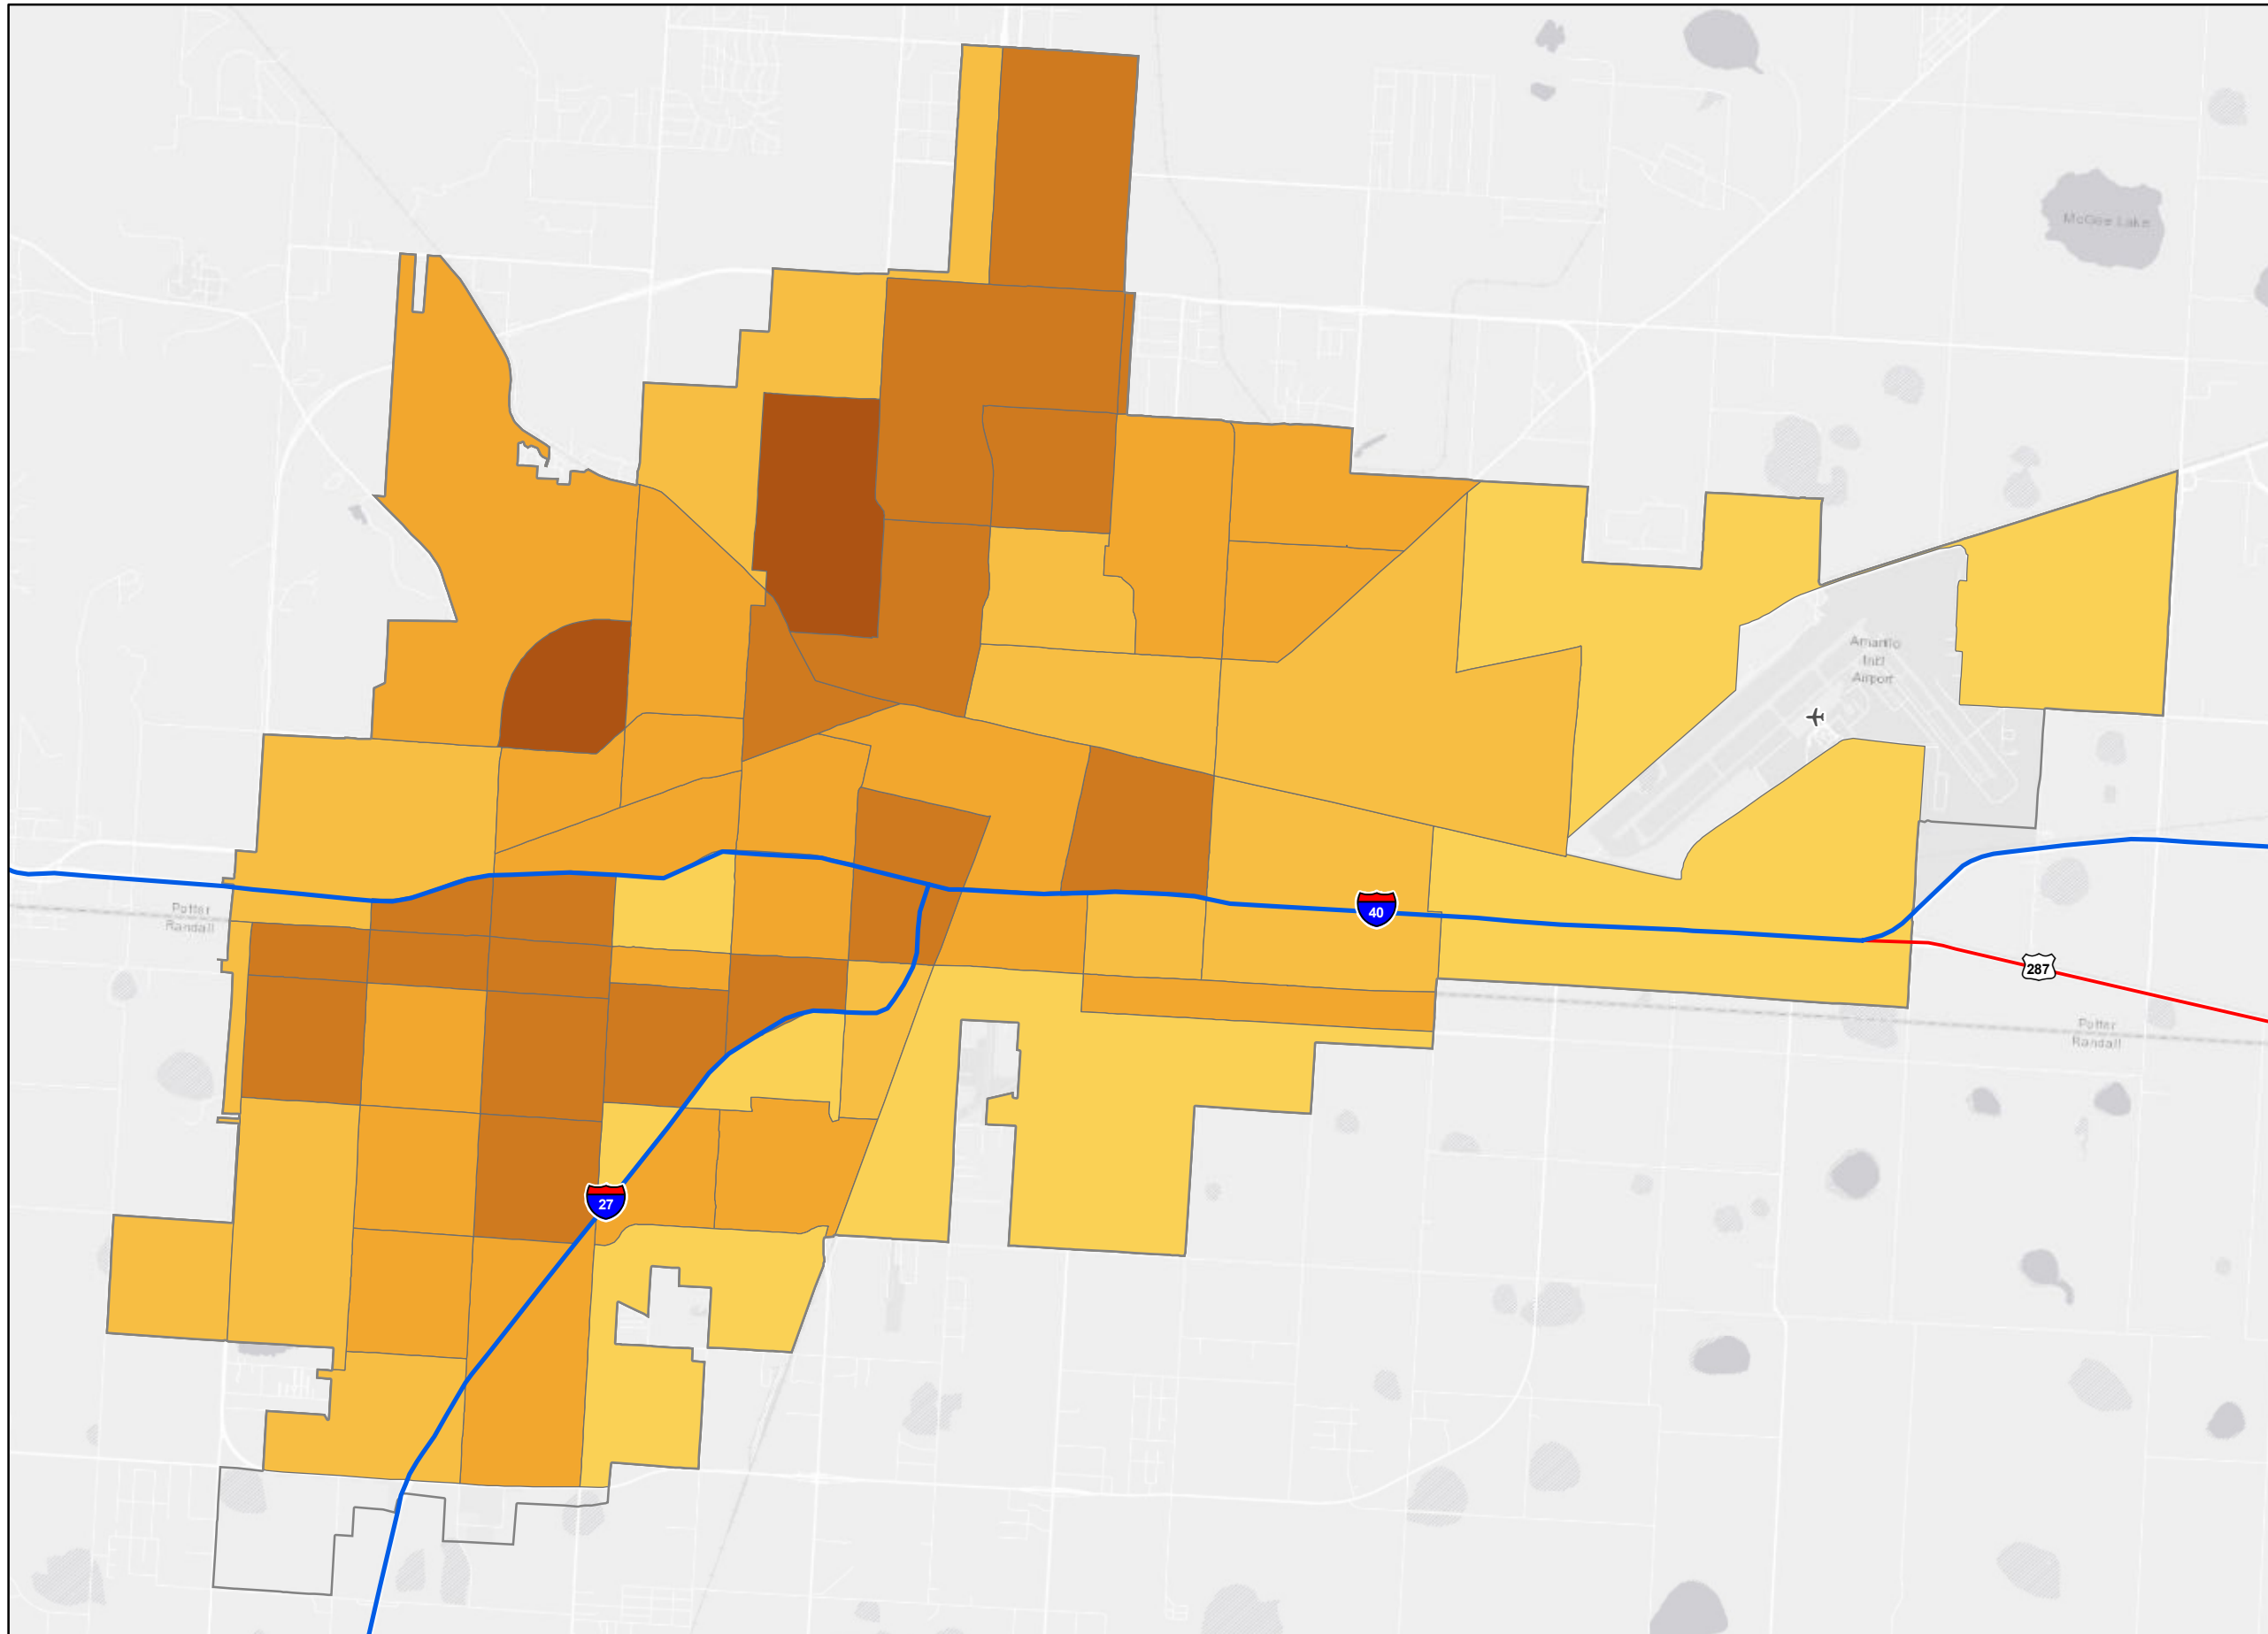 McGee Lake
Amarillo
Intl
Airport
Potter
Randall
40
287
Potter
Randall
27